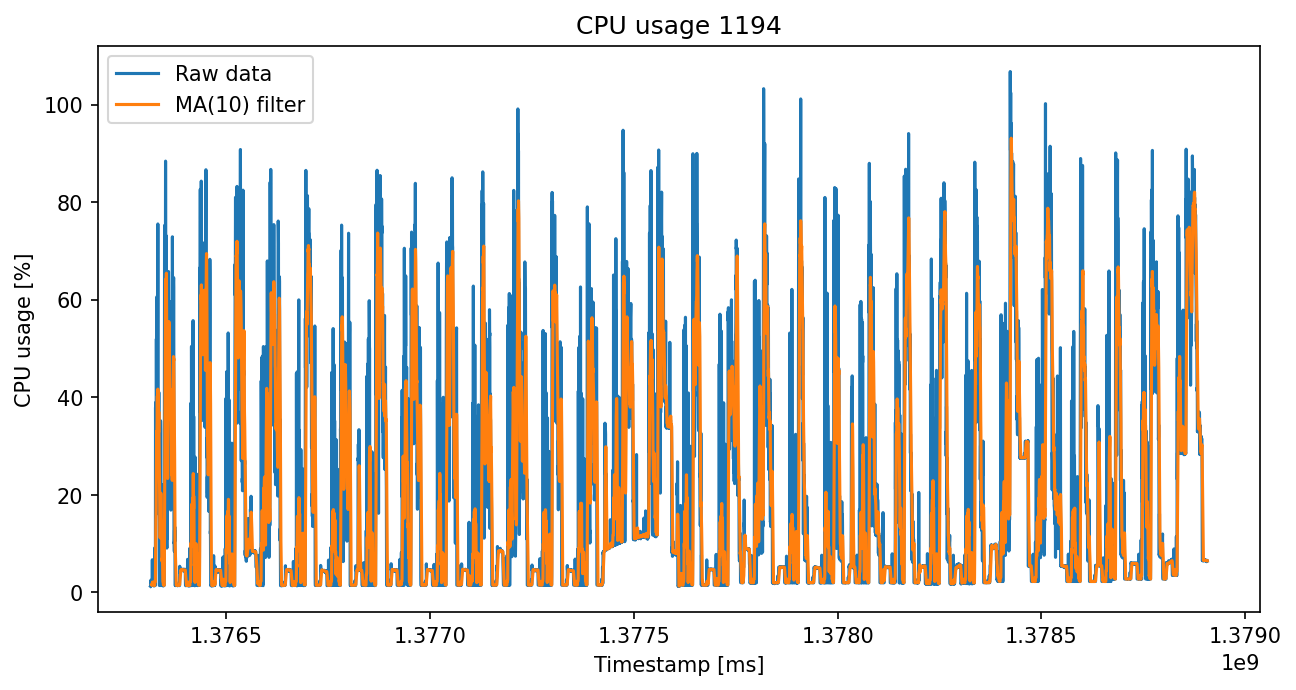 CPU usage 1194
Raw data
MA(10) filter
CPU usage [%]
100
80
60
40
20
0
1.3765 1.3770 1.3775 1.3780 1.3785 1.3790
1e9
Timestamp [ms]